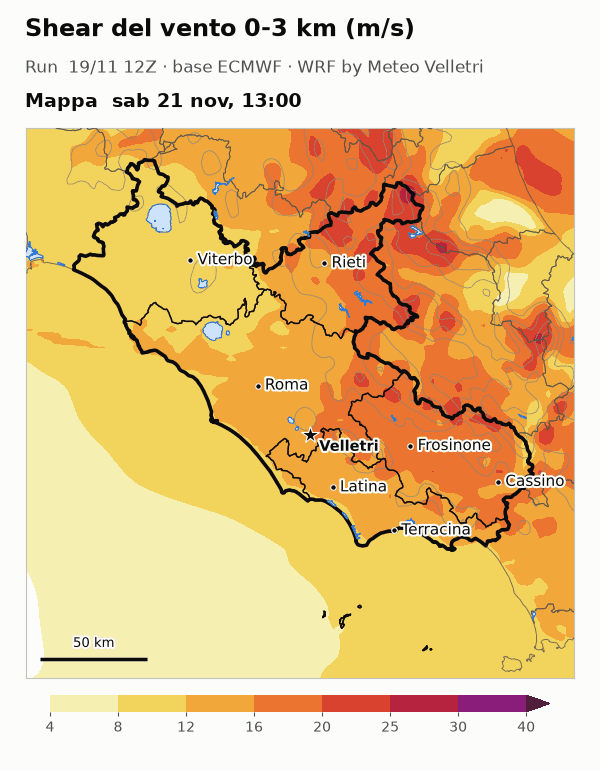 Shear del vento 0-3 km (m/s)
Run  19/11 12Z · base ECMWF · WRF by Meteo Velletri
Mappa  sab 21 nov, 13:00
Viterbo
Rieti
Roma
Velletri
Frosinone
Latina
Cassino
Terracina
50 km
4 8 12 16 20 25 30 40